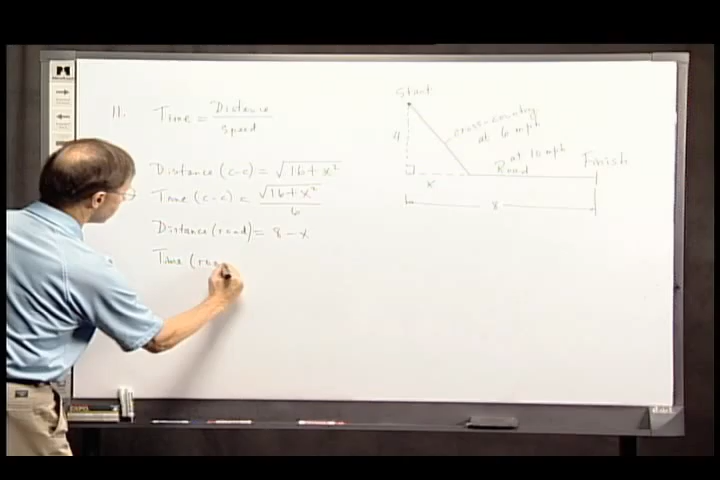 11. Time = Distance / speed
Distance (c-c) = √16 + x²
Time (c-c) = √16 + x² / 6
Distance (road) = 8 - x
Time (roa
Start
4
cross-country
at 6 mph
at 10 mph
Road
Finish
x
8